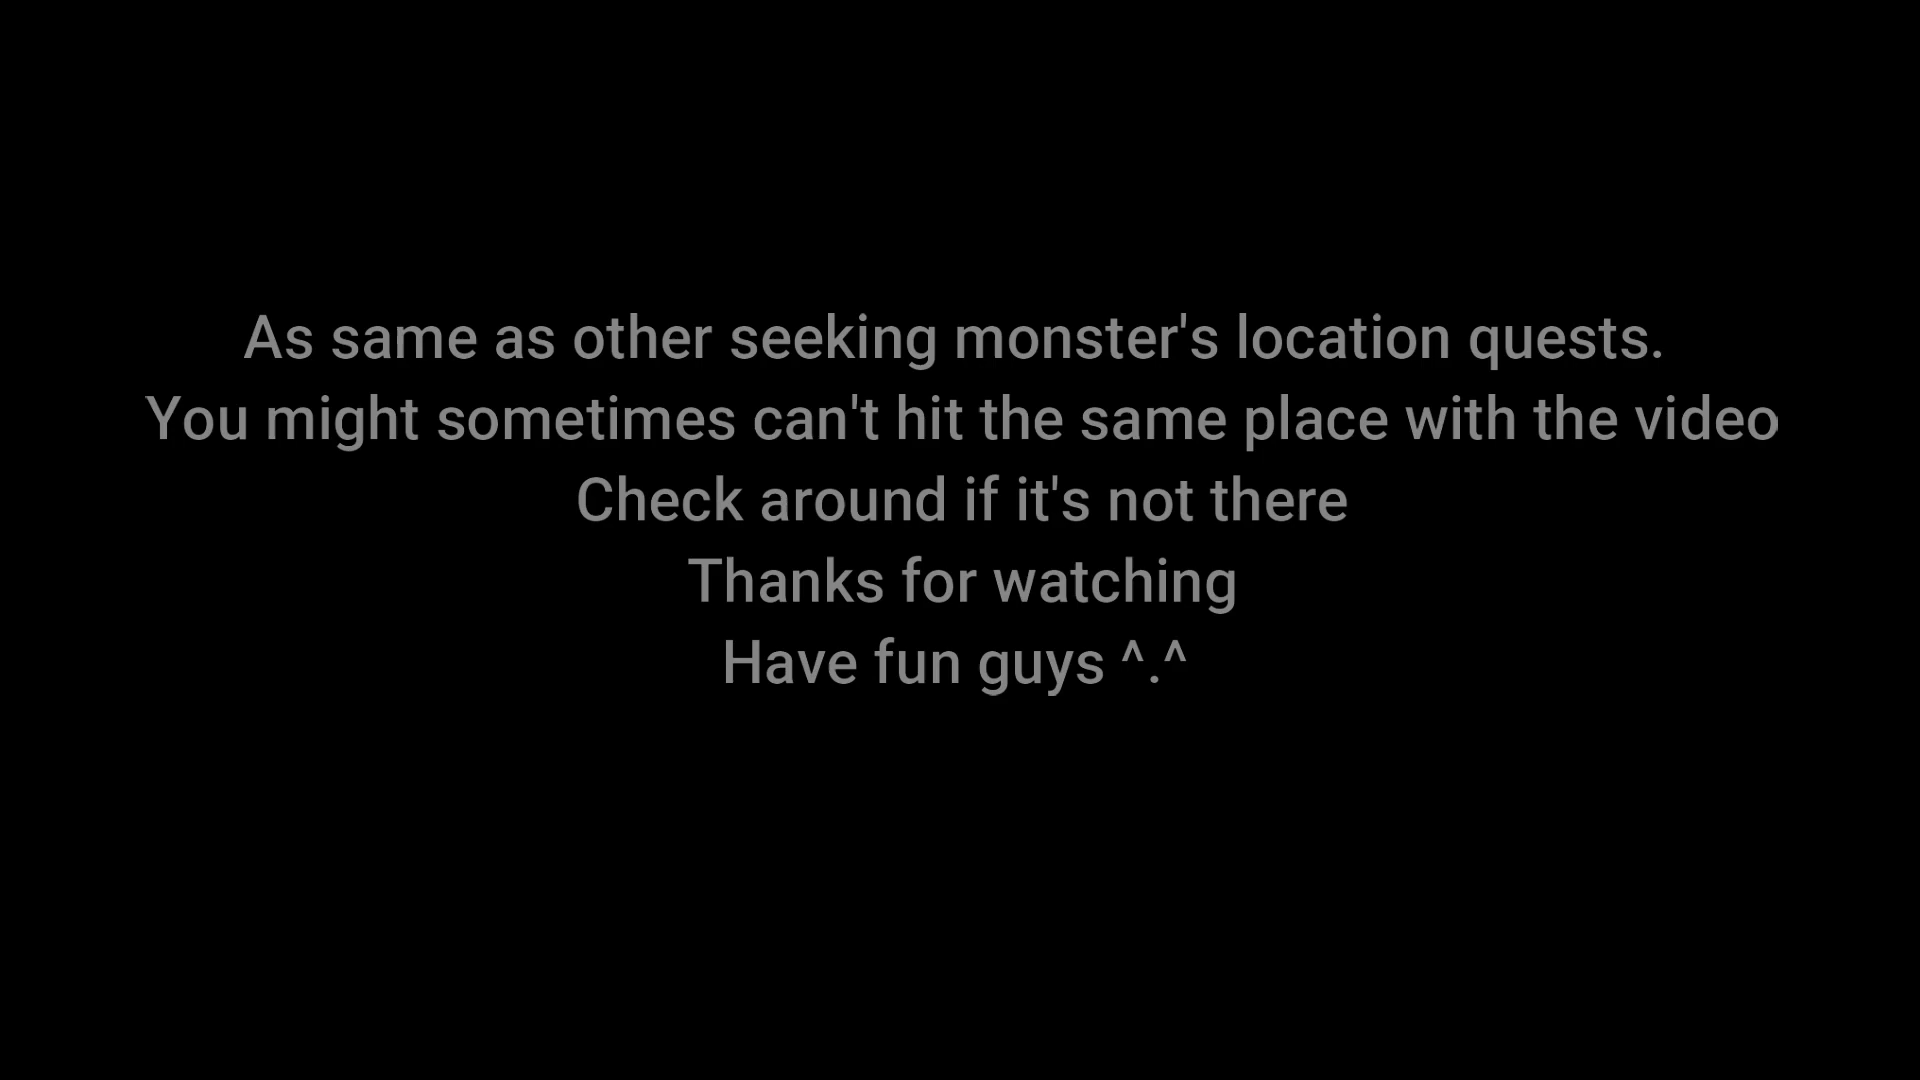 As same as other seeking monster's location quests.
You might sometimes can't hit the same place with the video
Check around if it's not there
Thanks for watching
Have fun guys ^.^